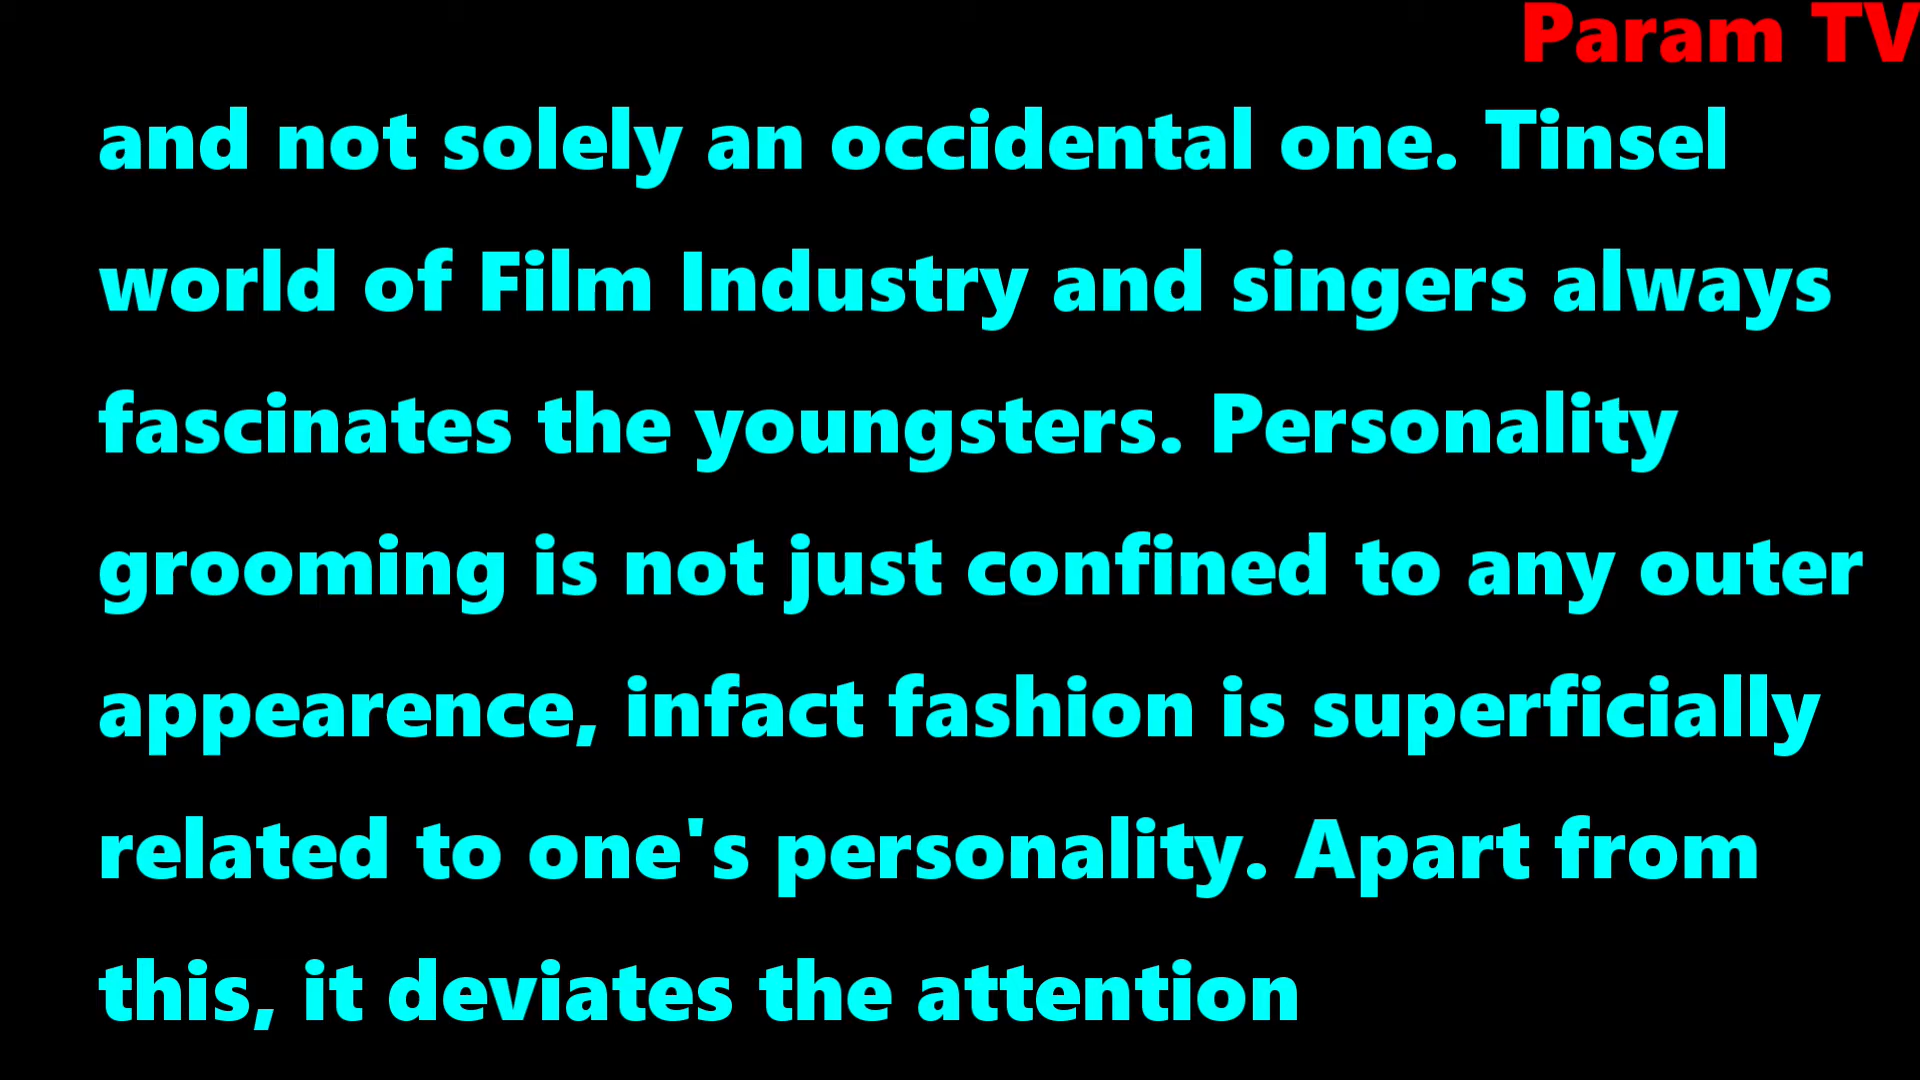 Param TV
and not solely an occidental one. Tinsel
world of Film Industry and singers always
fascinates the youngsters. Personality
grooming is not just confined to any outer
appearence, infact fashion is superficially
related to one's personality. Apart from
this, it deviates the attention